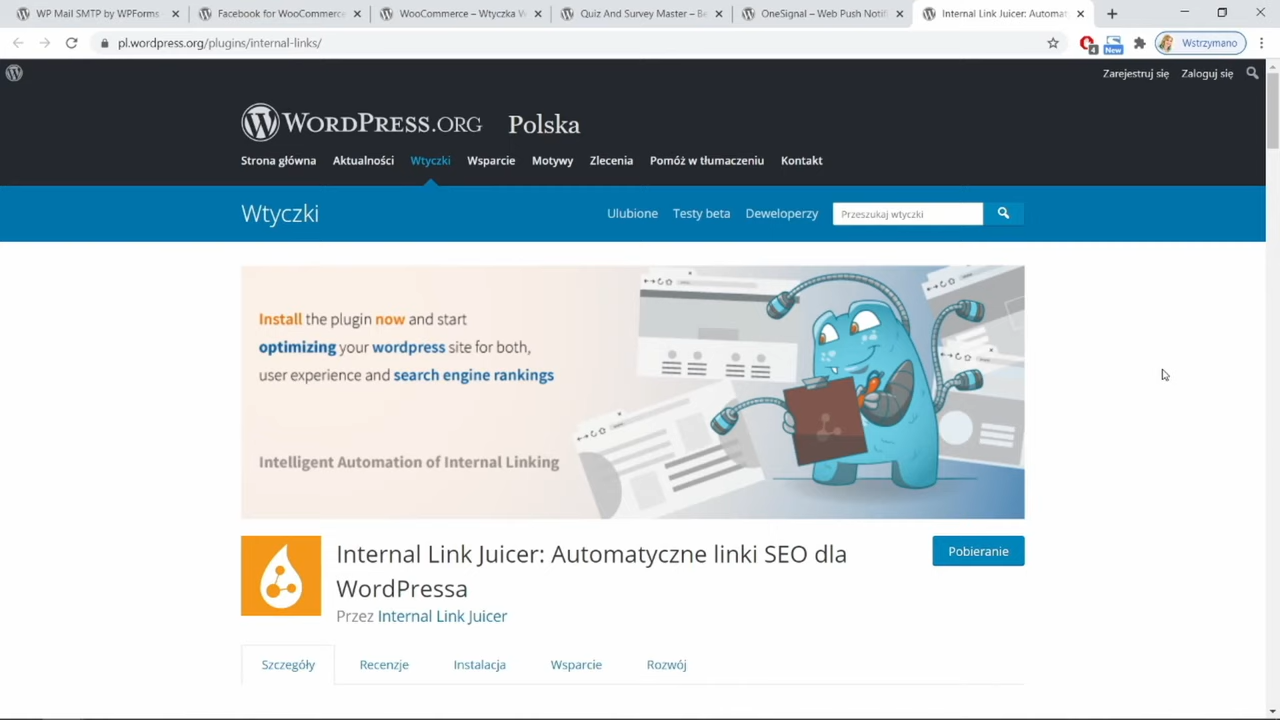 WP Mail SMTP by WPForms
Facebook for WooCommerce
WooCommerce – Wtyczka W
Quiz And Survey Master – Be
OneSignal – Web Push Notifi
Internal Link Juicer: Automat
pl.wordpress.org/plugins/internal-links/
4
New
Wstrzymano
Zarejestruj się
Zaloguj się
WORDPRESS.ORG
Polska
Strona główna
Aktualności
Wtyczki
Wsparcie
Motywy
Zlecenia
Pomóż w tłumaczeniu
Kontakt
Wtyczki
Ulubione
Testy beta
Deweloperzy
Przeszukaj wtyczki
Install the plugin now and start
optimizing your wordpress site for both,
user experience and search engine rankings
Intelligent Automation of Internal Linking
Internal Link Juicer: Automatyczne linki SEO dla
WordPressa
Pobieranie
Przez Internal Link Juicer
Szczegóły
Recenzje
Instalacja
Wsparcie
Rozwój